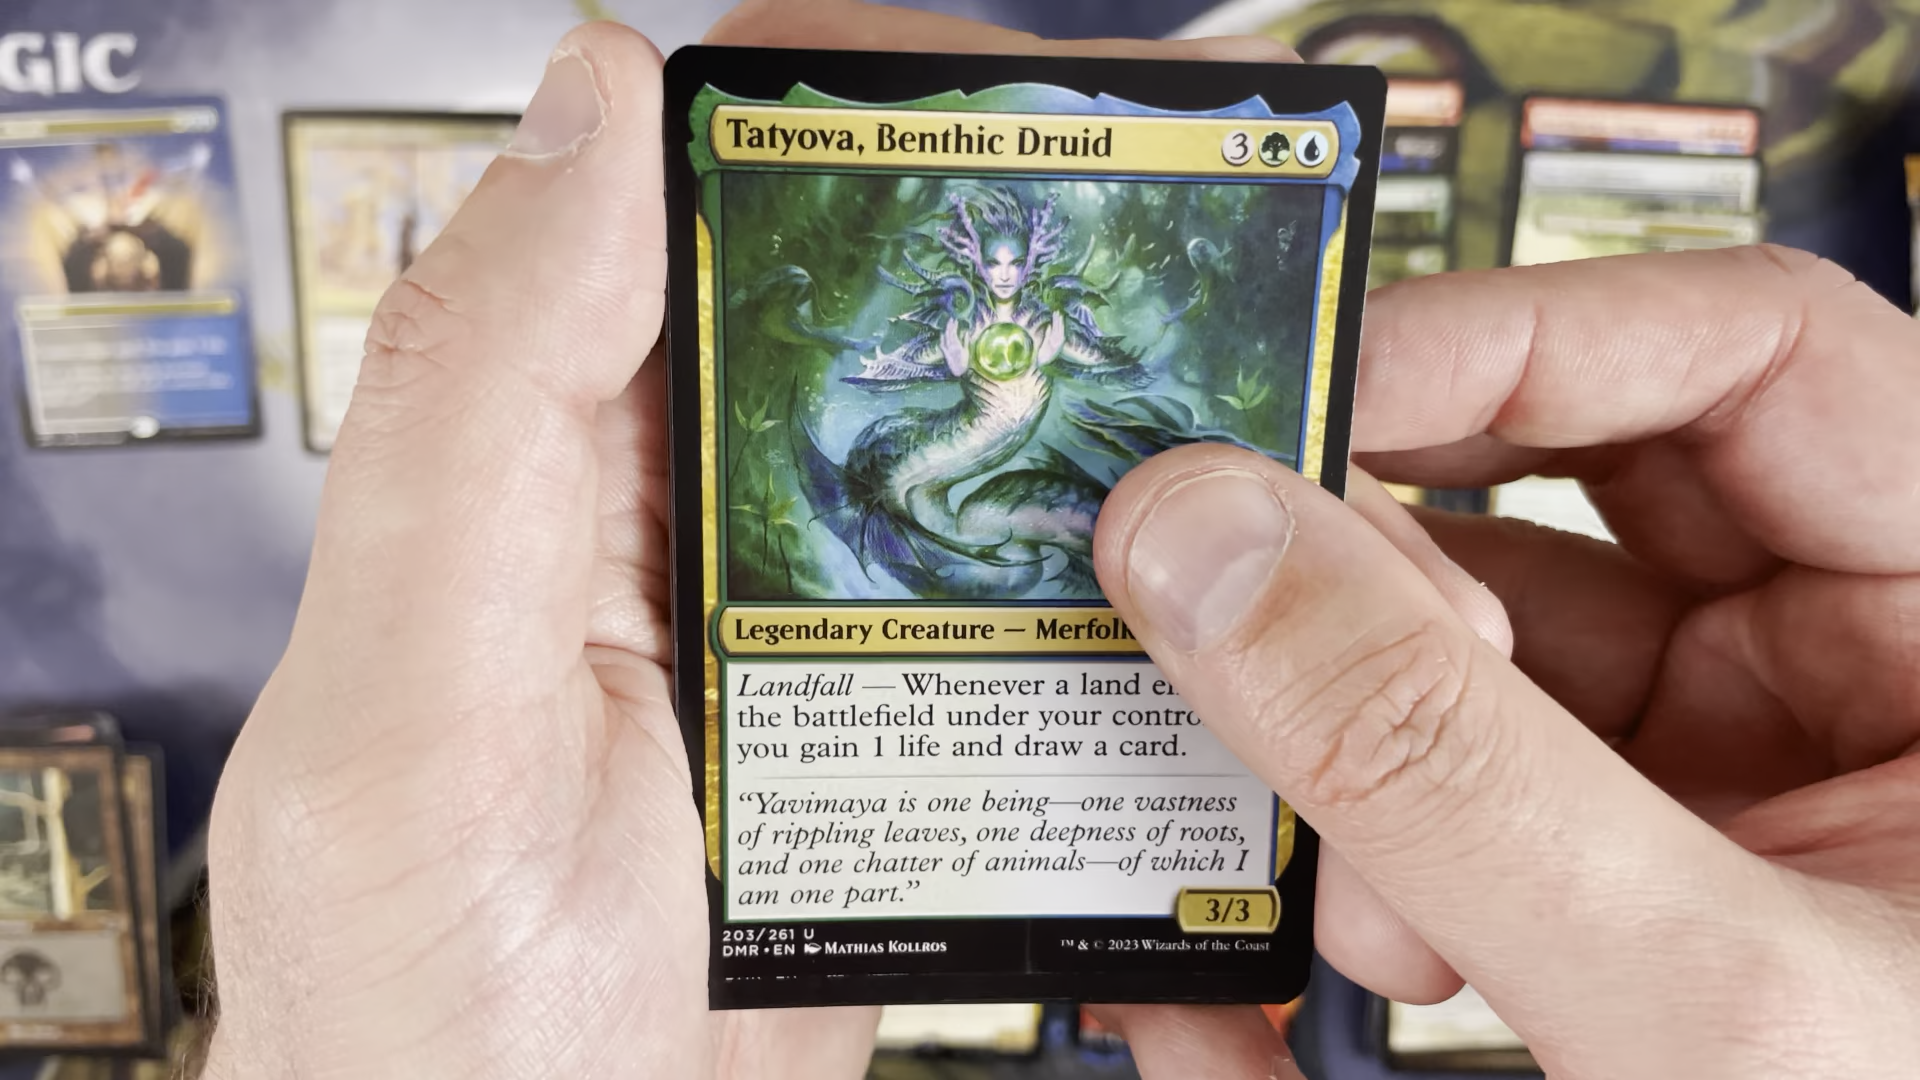 GIC
Tatyova, Benthic Druid 3
Legendary Creature — Merfolk
Landfall — Whenever a land
the battlefield under your
you gain 1 life and draw a card.
“Yavimaya is one being—one vastness
of rippling leaves, one deepness of roots,
and one chatter of animals—of which I
am one part.”
3/3
203/261 U
DMR • EN Mathias Kollros
™ & © 2023 Wizards of the Coast